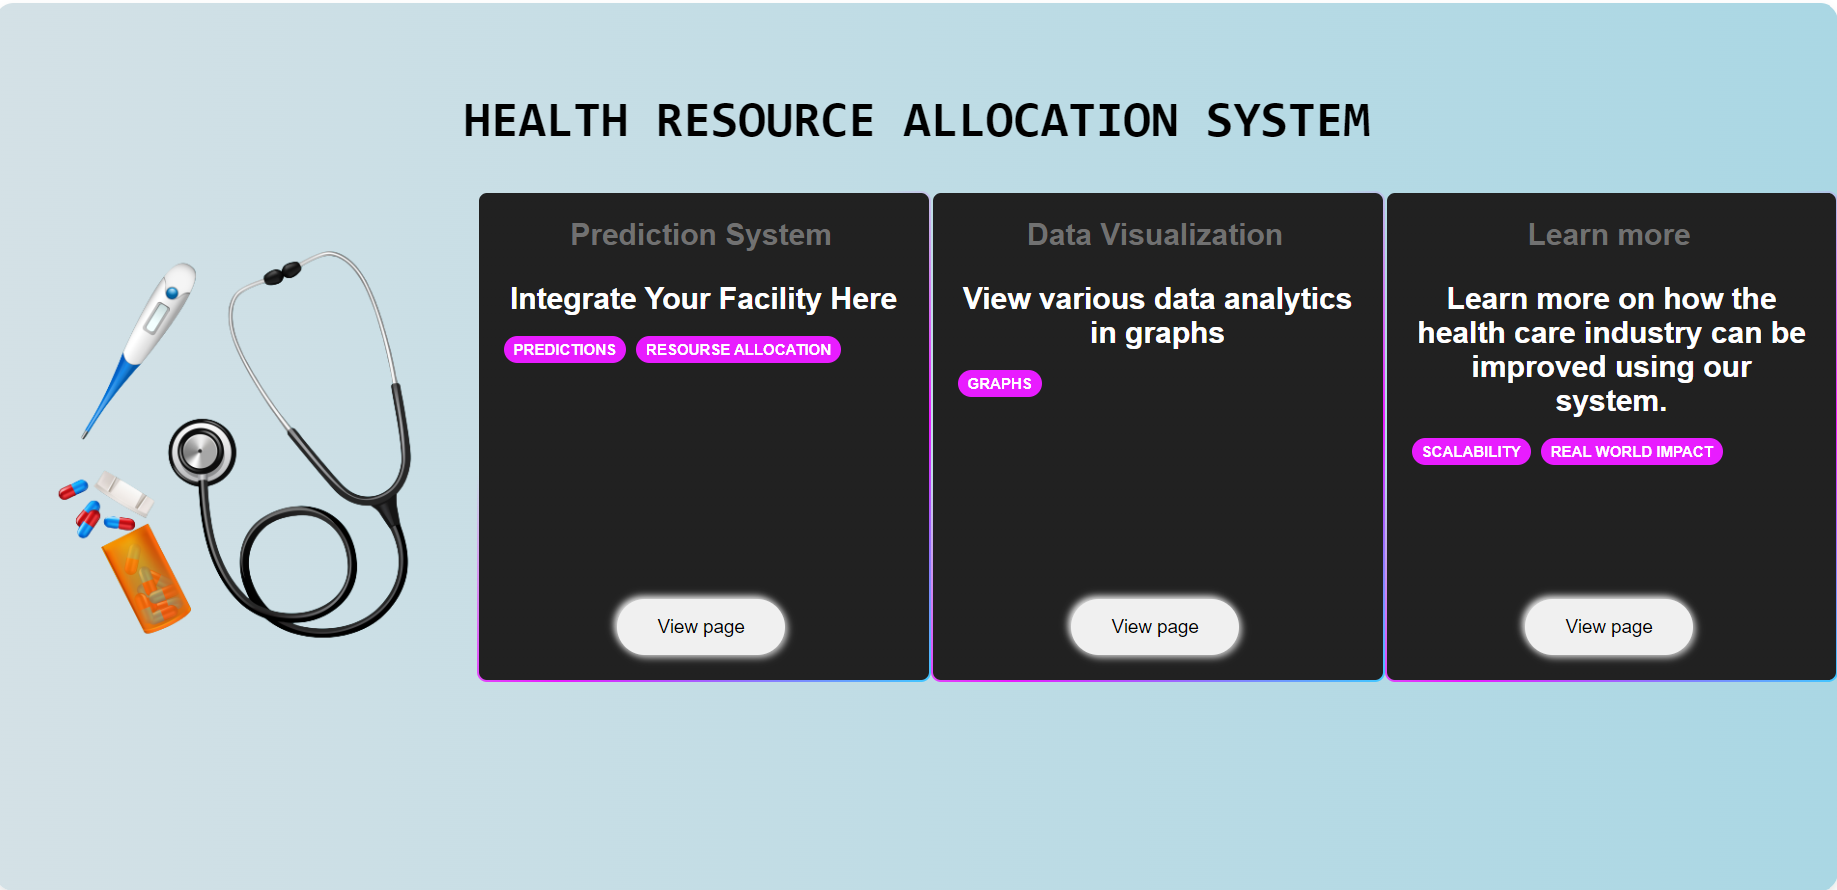 HEALTH RESOURCE ALLOCATION SYSTEM
Prediction System
Integrate Your Facility Here
PREDICTIONS
RESOURSE ALLOCATION
View page
Data Visualization
View various data analytics
in graphs
GRAPHS
View page
Learn more
Learn more on how the
health care industry can be
improved using our
system.
SCALABILITY
REAL WORLD IMPACT
View page